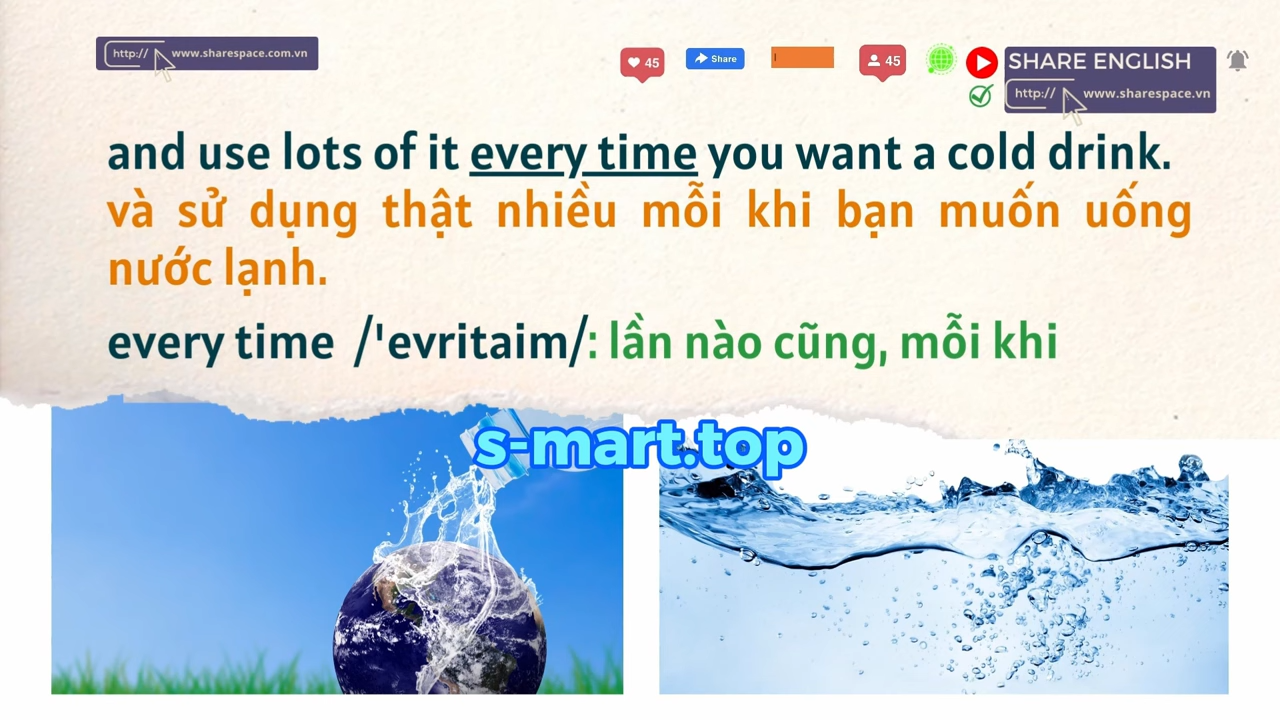 http:// www.sharespace.com.vn
45
Share
45
SHARE ENGLISH
http:// www.sharespace.vn
and use lots of it every time you want a cold drink.
và sử dụng thật nhiều mỗi khi bạn muốn uống
nước lạnh.
every time /'evritaim/: lần nào cũng, mỗi khi
s-mart.top